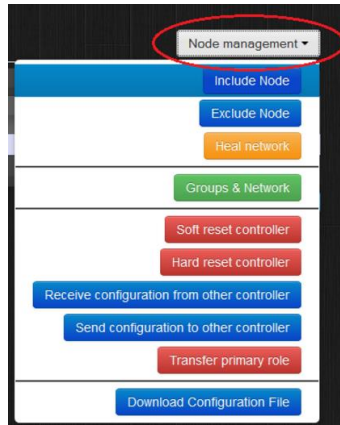 Node management
Include Node
Exclude Node
Heal network
Groups & Network
Soft reset controller
Hard reset controller
Receive configuration from other controller
Send configuration to other controller
Transfer primary role
Download Configuration File